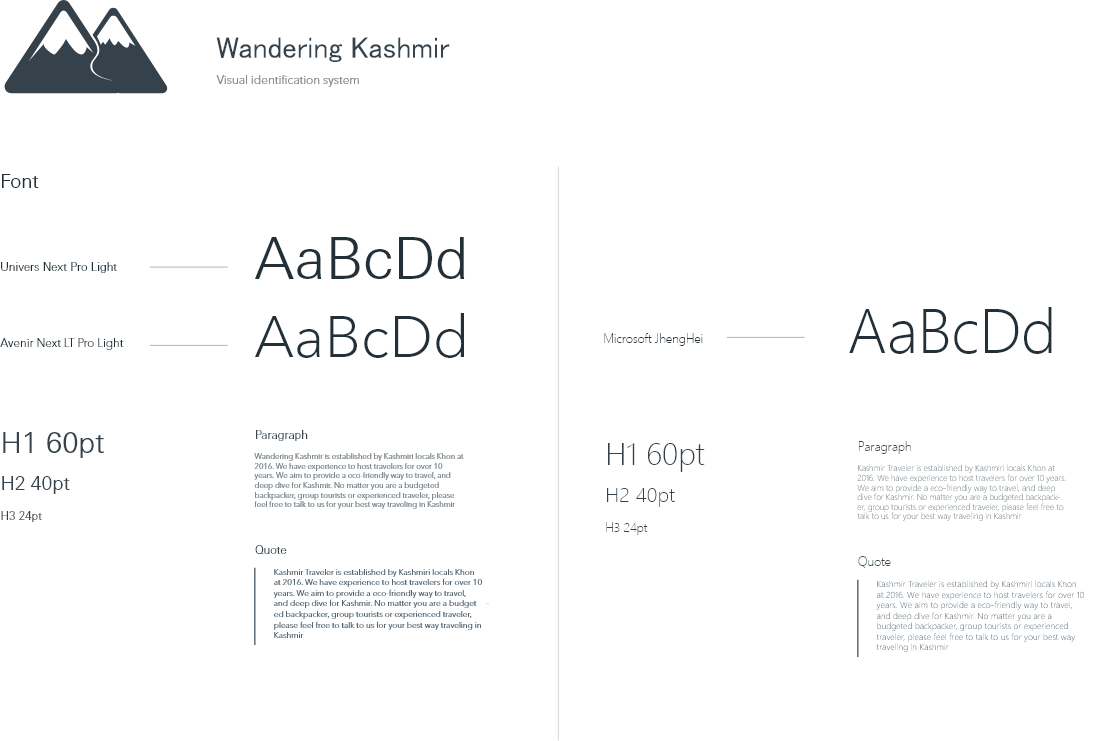 Wandering Kashmir
Visual identification system
Font
Univers Next Pro Light
AaBcDd
Avenir Next LT Pro Light
AaBcDd
H1 60pt
H2 40pt
H3 24pt
Paragraph
Wandering Kashmir is established by Kashmiri locals Khon at
2016. We have experience to host travelers for over 10
years. We aim to provide a eco-friendly way to travel, and
deep dive for Kashmir. No matter you are a budgeted
backpacker, group tourists or experienced traveler, please
feel free to talk to us for your best way traveling in Kashmir
Quote
Kashmir Traveler is established by Kashmiri locals Khon
at 2016. We have experience to host travelers for over 10
years. We aim to provide a eco-friendly way to travel,
and deep dive for Kashmir. No matter you are a budget
ed backpacker, group tourists or experienced traveler,
please feel free to talk to us for your best way traveling in
Kashmir
Microsoft JhengHei
AaBcDd
H1 60pt
H2 40pt
H3 24pt
Paragraph
Kashmir Traveler is established by Kashmiri locals Khon at
2016. We have experience to host travelers for over 10 years.
We aim to provide a eco-friendly way to travel, and deep
dive for Kashmir. No matter you are a budgeted backpack-
er, group tourists or experienced traveler, please feel free to
talk to us for your best way traveling in Kashmir
Quote
Kashmir Traveler is established by Kashmiri locals Khon
at 2016. We have experience to host travelers for over 10
years. We aim to provide a eco-friendly way to travel,
and deep dive for Kashmir. No matter you are a
budgeted backpacker, group tourists or experienced
traveler, please feel free to talk to us for your best way
traveling in Kashmir